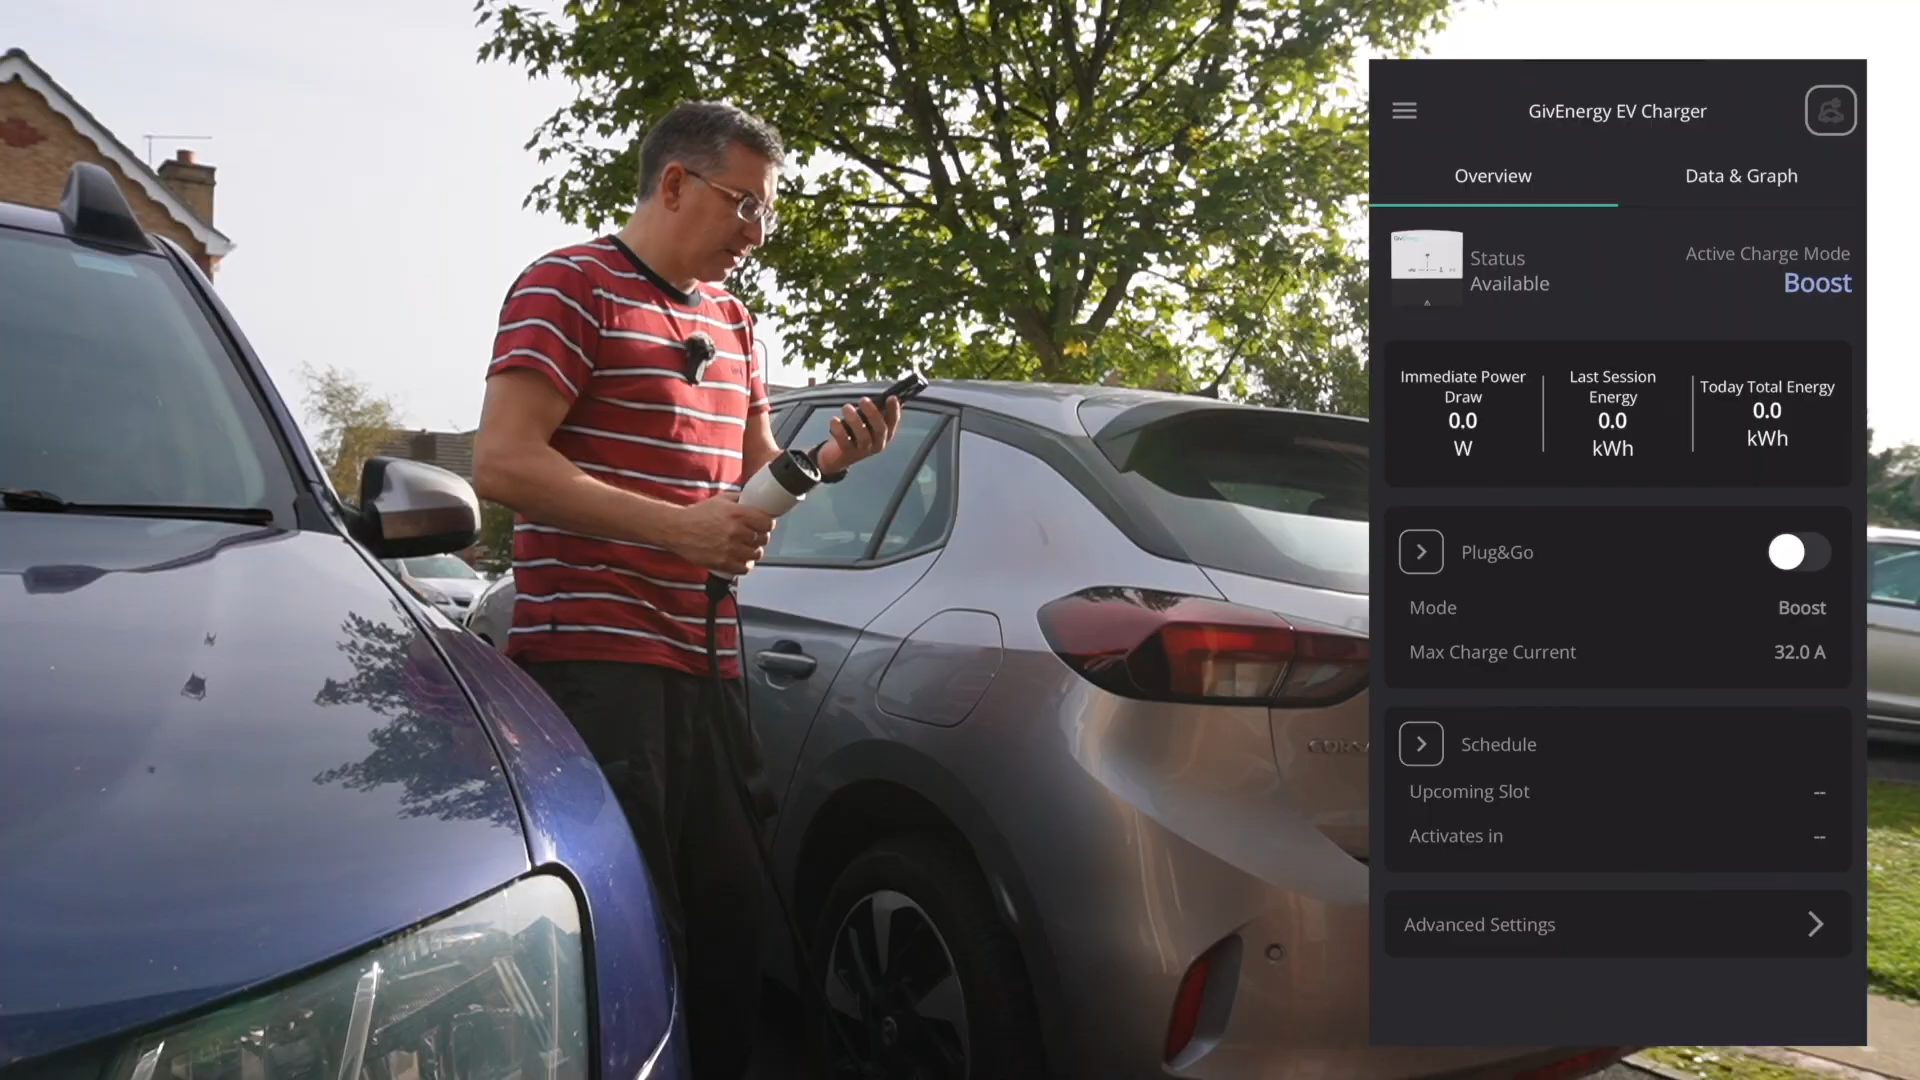 GivEnergy EV Charger
Overview
Data & Graph
Status
Available
Active Charge Mode
Boost
Immediate Power
Draw
0.0
W
Last Session
Energy
0.0
kWh
Today Total Energy
0.0
kWh
Plug&Go
Mode
Boost
Max Charge Current
32.0 A
Schedule
Upcoming Slot
--
Activates in
--
Advanced Settings